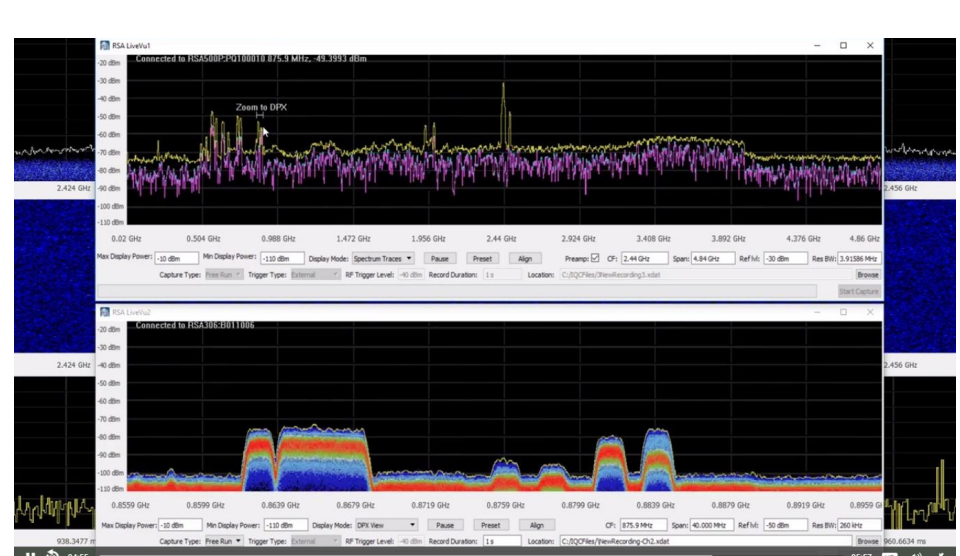 RSA LiveVu1
Connected to RSA500P:PQ100010 875.9 MHz, -49.3993 dBm
-20 dBm
-30 dBm
-40 dBm
Zoom to DPX
-50 dBm
-60 dBm
-70 dBm
-80 dBm
2.424 GHz
-90 dBm
2.456 GHz
-100 dBm
-110 dBm
0.02 GHz 0.504 GHz 0.988 GHz 1.472 GHz 1.956 GHz 2.44 GHz 2.924 GHz 3.408 GHz 3.892 GHz 4.376 GHz 4.86 GHz
Max Display Power: -10 dBm Min Display Power: -110 dBm Display Mode: Spectrum Traces Pause Preset Align Preamp: CF: 2.44 GHz Span: 4.84 GHz Ref lvl: -30 dBm Res BW: 3.91586 MHz
Capture Type: Free Run Trigger Type: External RF Trigger Level: -40 dBm Record Duration: 1 s Location: C:/IQCFiles/3NewRecording3.xdat Browse
Start Capture
RSA LiveVu2
Connected to RSA306:B011006
-20 dBm
-30 dBm
2.424 GHz -40 dBm 2.456 GHz
-50 dBm
-60 dBm
-70 dBm
-80 dBm
-90 dBm
-100 dBm
-110 dBm
0.8559 GHz 0.8599 GHz 0.8639 GHz 0.8679 GHz 0.8719 GHz 0.8759 GHz 0.8799 GHz 0.8839 GHz 0.8879 GHz 0.8919 GHz 0.8959 G
Max Display Power: -10 dBm Min Display Power: -110 dBm Display Mode: DPX View Pause Preset Align CF: 875.9 MHz Span: 40.000 MHz Ref lvl: -50 dBm Res BW: 260 kHz
938.3477 m Capture Type: Free Run Trigger Type: External RF Trigger Level: -40 dBm Record Duration: 1 s Location: C:/IQCFiles/NewRecording-Ch2.xdat Browse 960.6634 ms